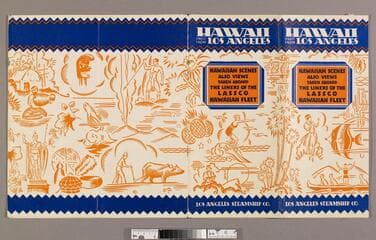 HAWAII
DIRECT FROM
LOS ANGELES
HAWAIIAN SCENES
ALSO VIEWS
TAKEN ABOARD
THE LINERS OF THE
LASSCO
HAWAIIAN FLEET
LOS ANGELES STEAMSHIP CO.
HAWAII
DIRECT FROM
LOS ANGELES
HAWAIIAN SCENES
ALSO VIEWS
TAKEN ABOARD
THE LINERS OF THE
LASSCO
HAWAIIAN FLEET
LOS ANGELES STEAMSHIP CO.